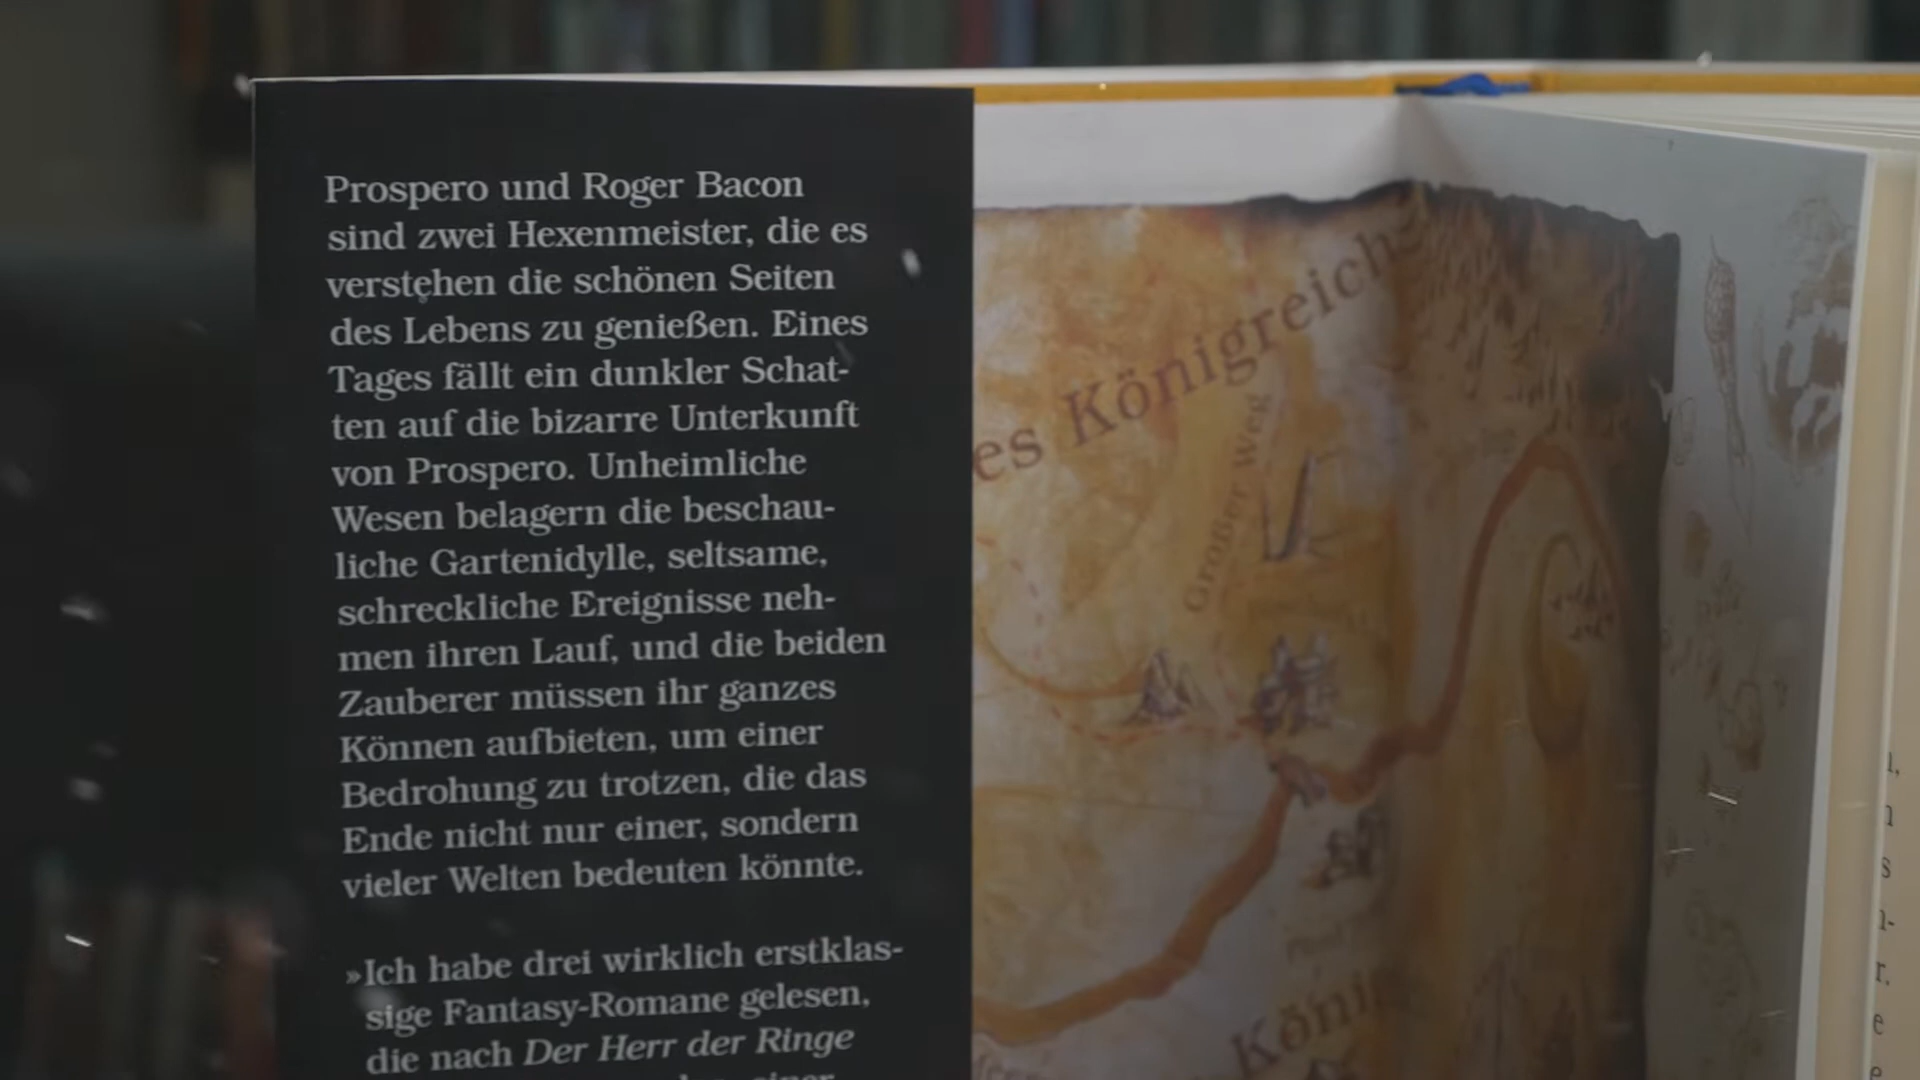 Prospero und Roger Bacon
sind zwei Hexenmeister, die es
verstehen die schönen Seiten
des Lebens zu genießen. Eines
Tages fällt ein dunkler Schat-
ten auf die bizarre Unterkunft
von Prospero. Unheimliche
Wesen belagern die beschau-
liche Gartenidylle, seltsame,
schreckliche Ereignisse neh-
men ihren Lauf, und die beiden
Zauberer müssen ihr ganzes
Können aufbieten, um einer
Bedrohung zu trotzen, die das
Ende nicht nur einer, sondern
vieler Welten bedeuten könnte.
»Ich habe drei wirklich erstklas-
sige Fantasy-Romane gelesen,
die nach Der Herr der Ringe
einer
es Königreich
Großer Weg
König